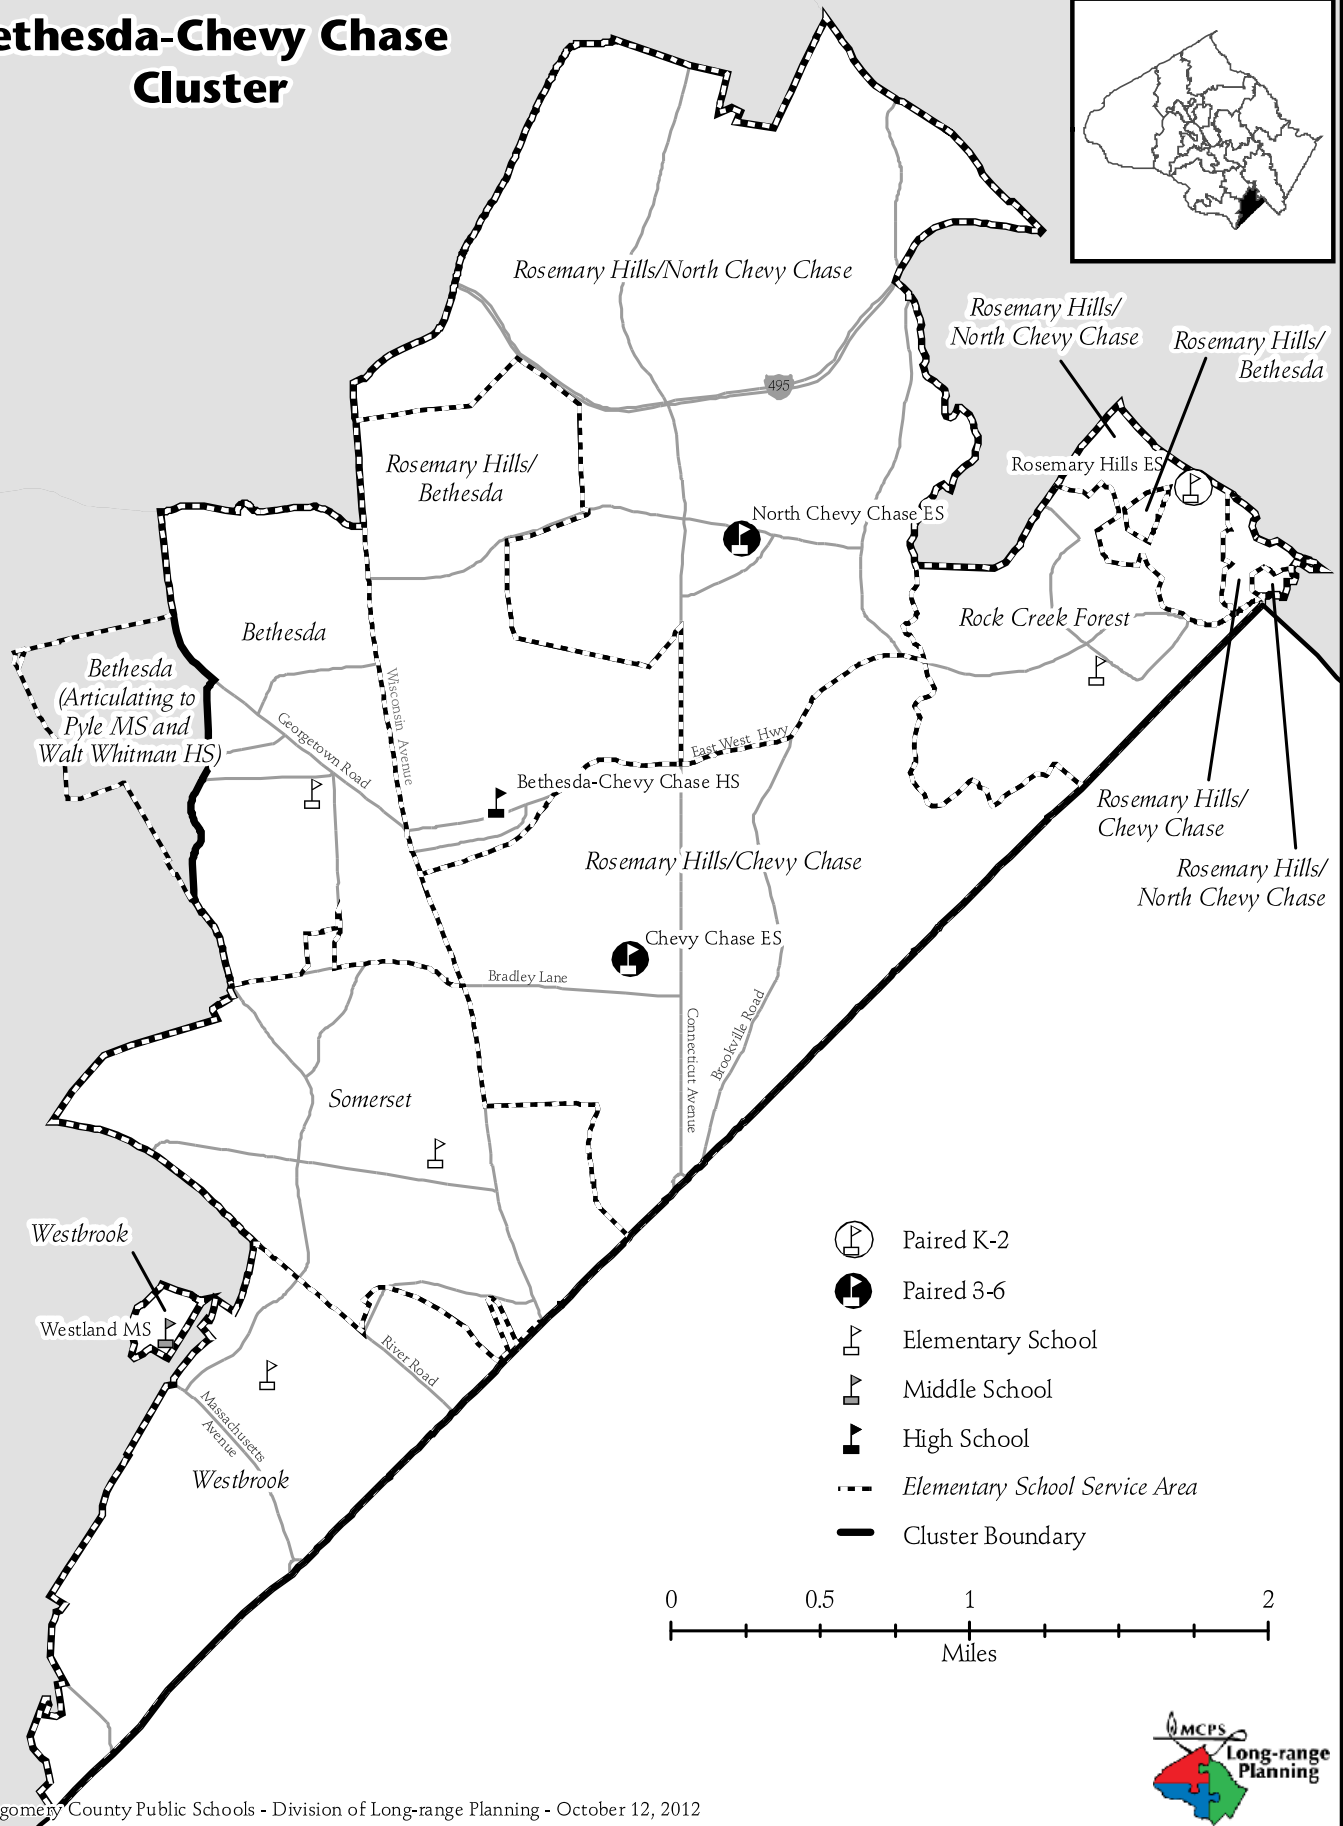 ethesda-Chevy Chase
Cluster
Rosemary Hills/North Chevy Chase
495
Rosemary Hills/
North Chevy Chase
Rosemary Hills/
Bethesda
Rosemary Hills ES
Rosemary Hills/
Bethesda
North Chevy Chase ES
Rock Creek Forest
Bethesda
Bethesda
(Articulating to
Pyle MS and
Walt Whitman HS)
Wisconsin Avenue
Georgetown Road
East West Hwy
Bethesda-Chevy Chase HS
Rosemary Hills/
Chevy Chase
Rosemary Hills/
North Chevy Chase
Rosemary Hills/Chevy Chase
Chevy Chase ES
Bradley Lane
Connecticut Avenue
Brookville Road
Somerset
Westbrook
Westland MS
River Road
Massachusetts
Avenue
Westbrook
Paired K-2
Paired 3-6
Elementary School
Middle School
High School
Elementary School Service Area
Cluster Boundary
0 0.5 1 2
Miles
MCPS
Long-range
Planning
gomery County Public Schools - Division of Long-range Planning - October 12, 2012